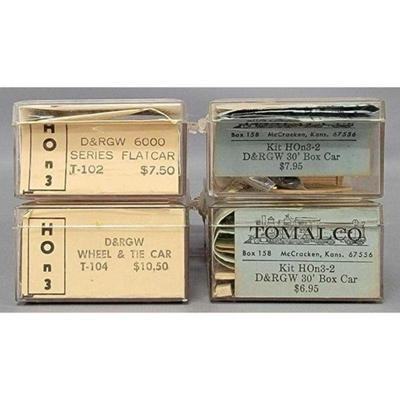 HOn3
D&RGW 6000
SERIES FLATCAR
T-102 $7.50
Box 158 McCracken, Kans. 67556
Kit HOn3-2
D&RGW 30' Box Car
$7.95
HOn3
D&RGW
WHEEL & TIE CAR
T-104 $10,50
TOMALCO
Box 158 McCracken, Kans. 67556
Kit HOn3-2
D&RGW 30' Box Car
$6.95